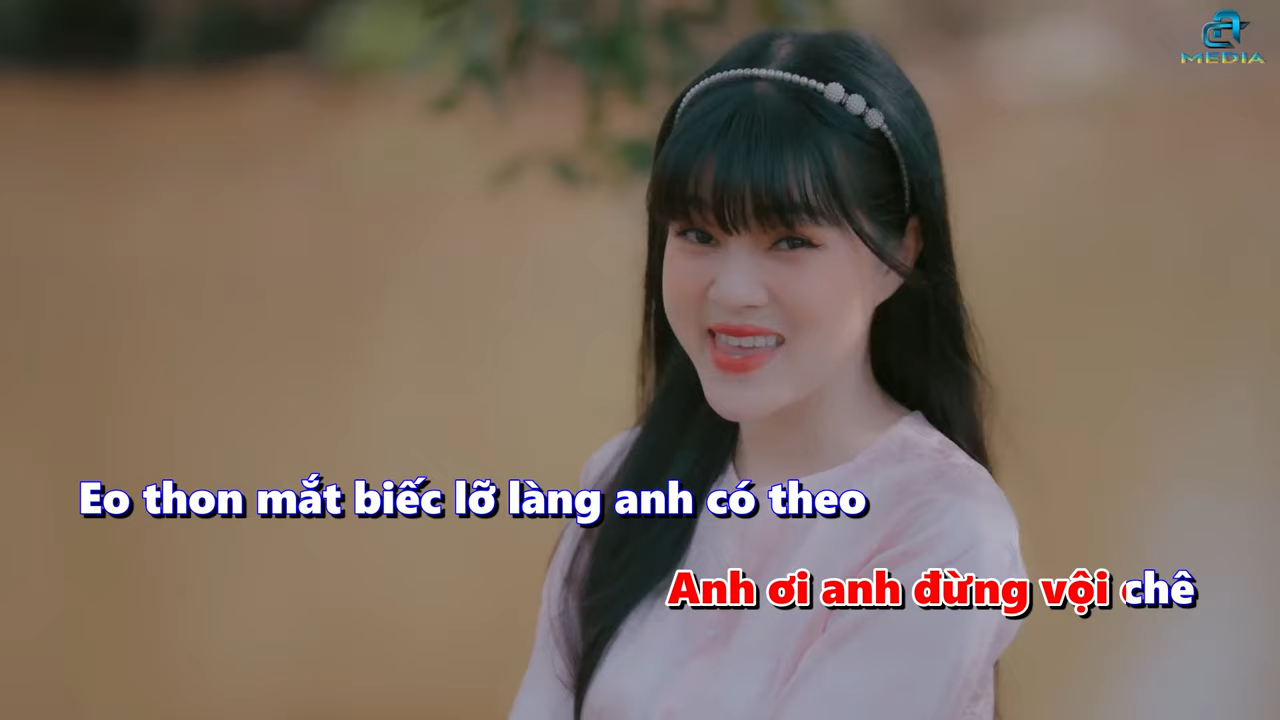 MEDIA
Eo thon mắt biếc lỡ làng anh có theo
Anh ơi anh đừng vội chê